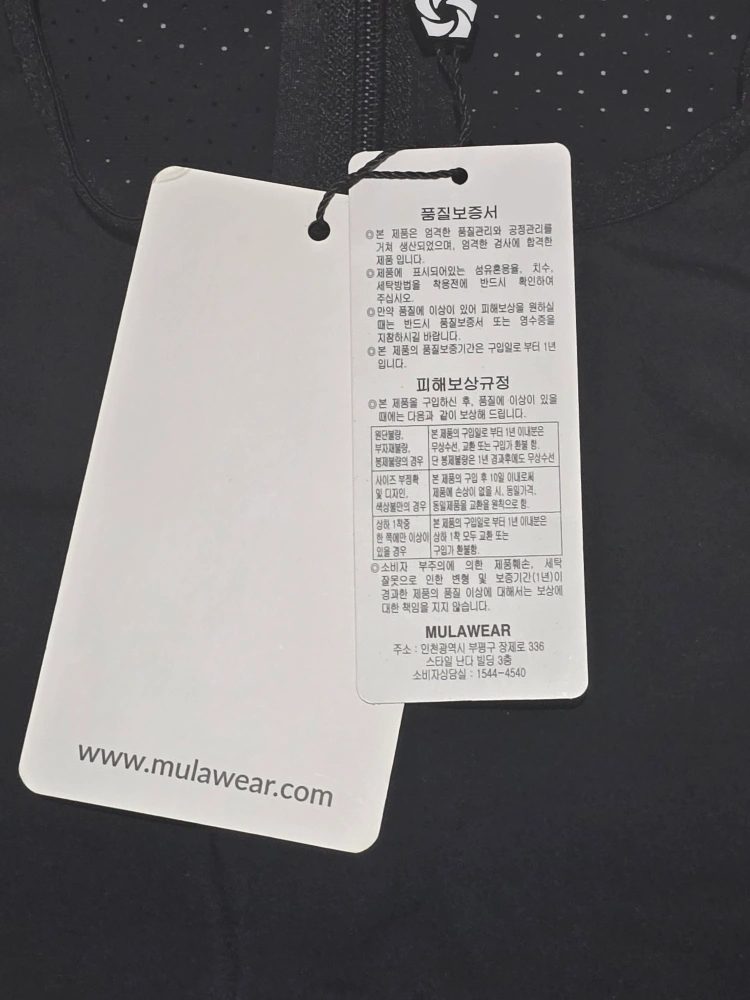 품질보증서
◎본 제품은 엄격한 품질관리와 공정관리를
거쳐 생산되었으며, 엄격한 검사에 합격한
제품 입니다.
◎제품에 표시되어있는 섬유혼용율, 치수,
세탁방법을 착용전에 반드시 확인하여
주십시오.
◎만약 품질에 이상이 있어 피해보상을 원하실
때는 반드시 품질보증서 또는 영수증을
지참하시길 바랍니다.
◎본 제품의 품질보증기간은 구입일로 부터 1년
입니다.
피해보상규정
◎본 제품을 구입하신 후, 품질에 이상이 있을
때에는 다음과 같이 보상해 드립니다.
원단불량, 본 제품의 구입일로 부터 1년 이내분은
부자재불량, 무상수선, 교환 또는 구입가 환불 함.
봉제불량의 경우 단 봉제불량은 1년 경과후에도 무상수선
사이즈 부정확 본 제품의 구입 후 10일 이내로써
및 디자인, 제품에 손상이 없을 시, 동일가격,
색상불만의 경우 동일제품을 교환을 원칙으로 함.
상하 1착중 본 제품의 구입일로 부터 1년 이내분은
한 쪽에만 이상이 상하 1착 모두 교환 또는
있을 경우 구입가 환불함.
◎소비자 부주의에 의한 제품훼손, 세탁
잘못으로 인한 변형 및 보증기간(1년)이
경과한 제품의 품질 이상에 대해서는 보상에
대한 책임을 지지 않습니다.
MULAWEAR
주소 : 인천광역시 부평구 장제로 336
스타일 난다 빌딩 3층
소비자상담실 : 1544-4540
www.mulawear.com